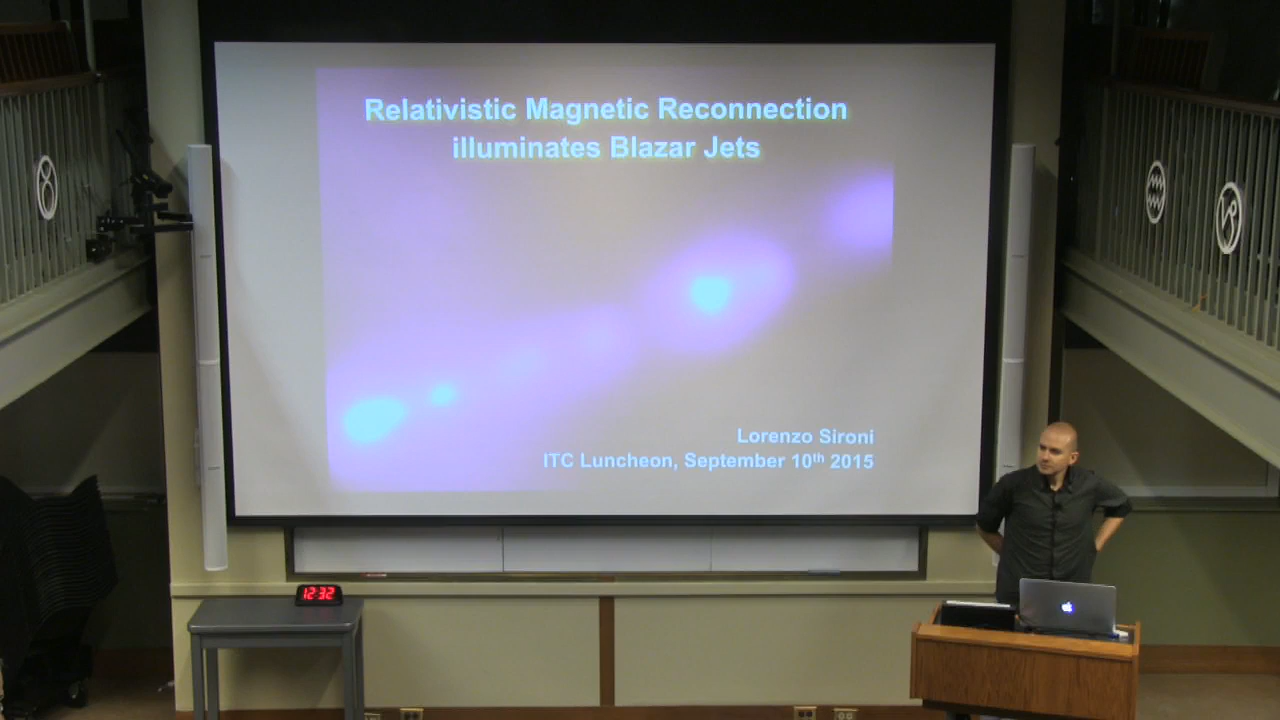 Relativistic Magnetic Reconnection
illuminates Blazar Jets
Lorenzo Sironi
ITC Luncheon, September 10th 2015
12:32